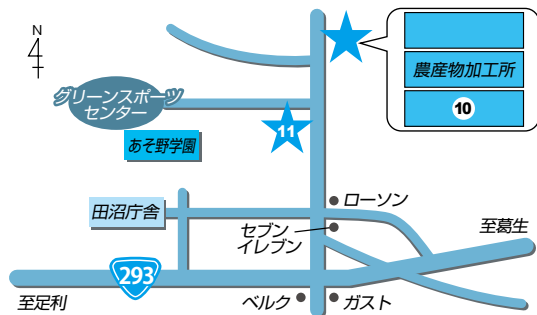 4
農産物加工所
10
グリーンスポーツ
センター
11
あそ野学園
ローソン
田沼庁舎
セブン
イレブン
至葛生
293
至足利
ベルク
ガスト